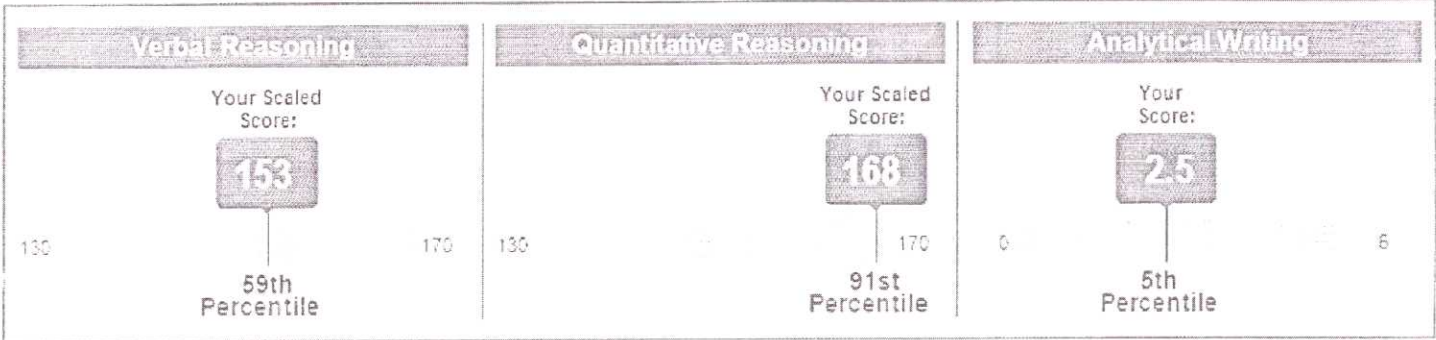 Verbal Reasoning
Your Scaled
Score:
153
130
170
59th
Percentile
Quantitative Reasoning
Your Scaled
Score:
168
130
170
91st
Percentile
Analytical Writing
Your
Score:
2.5
0
6
5th
Percentile